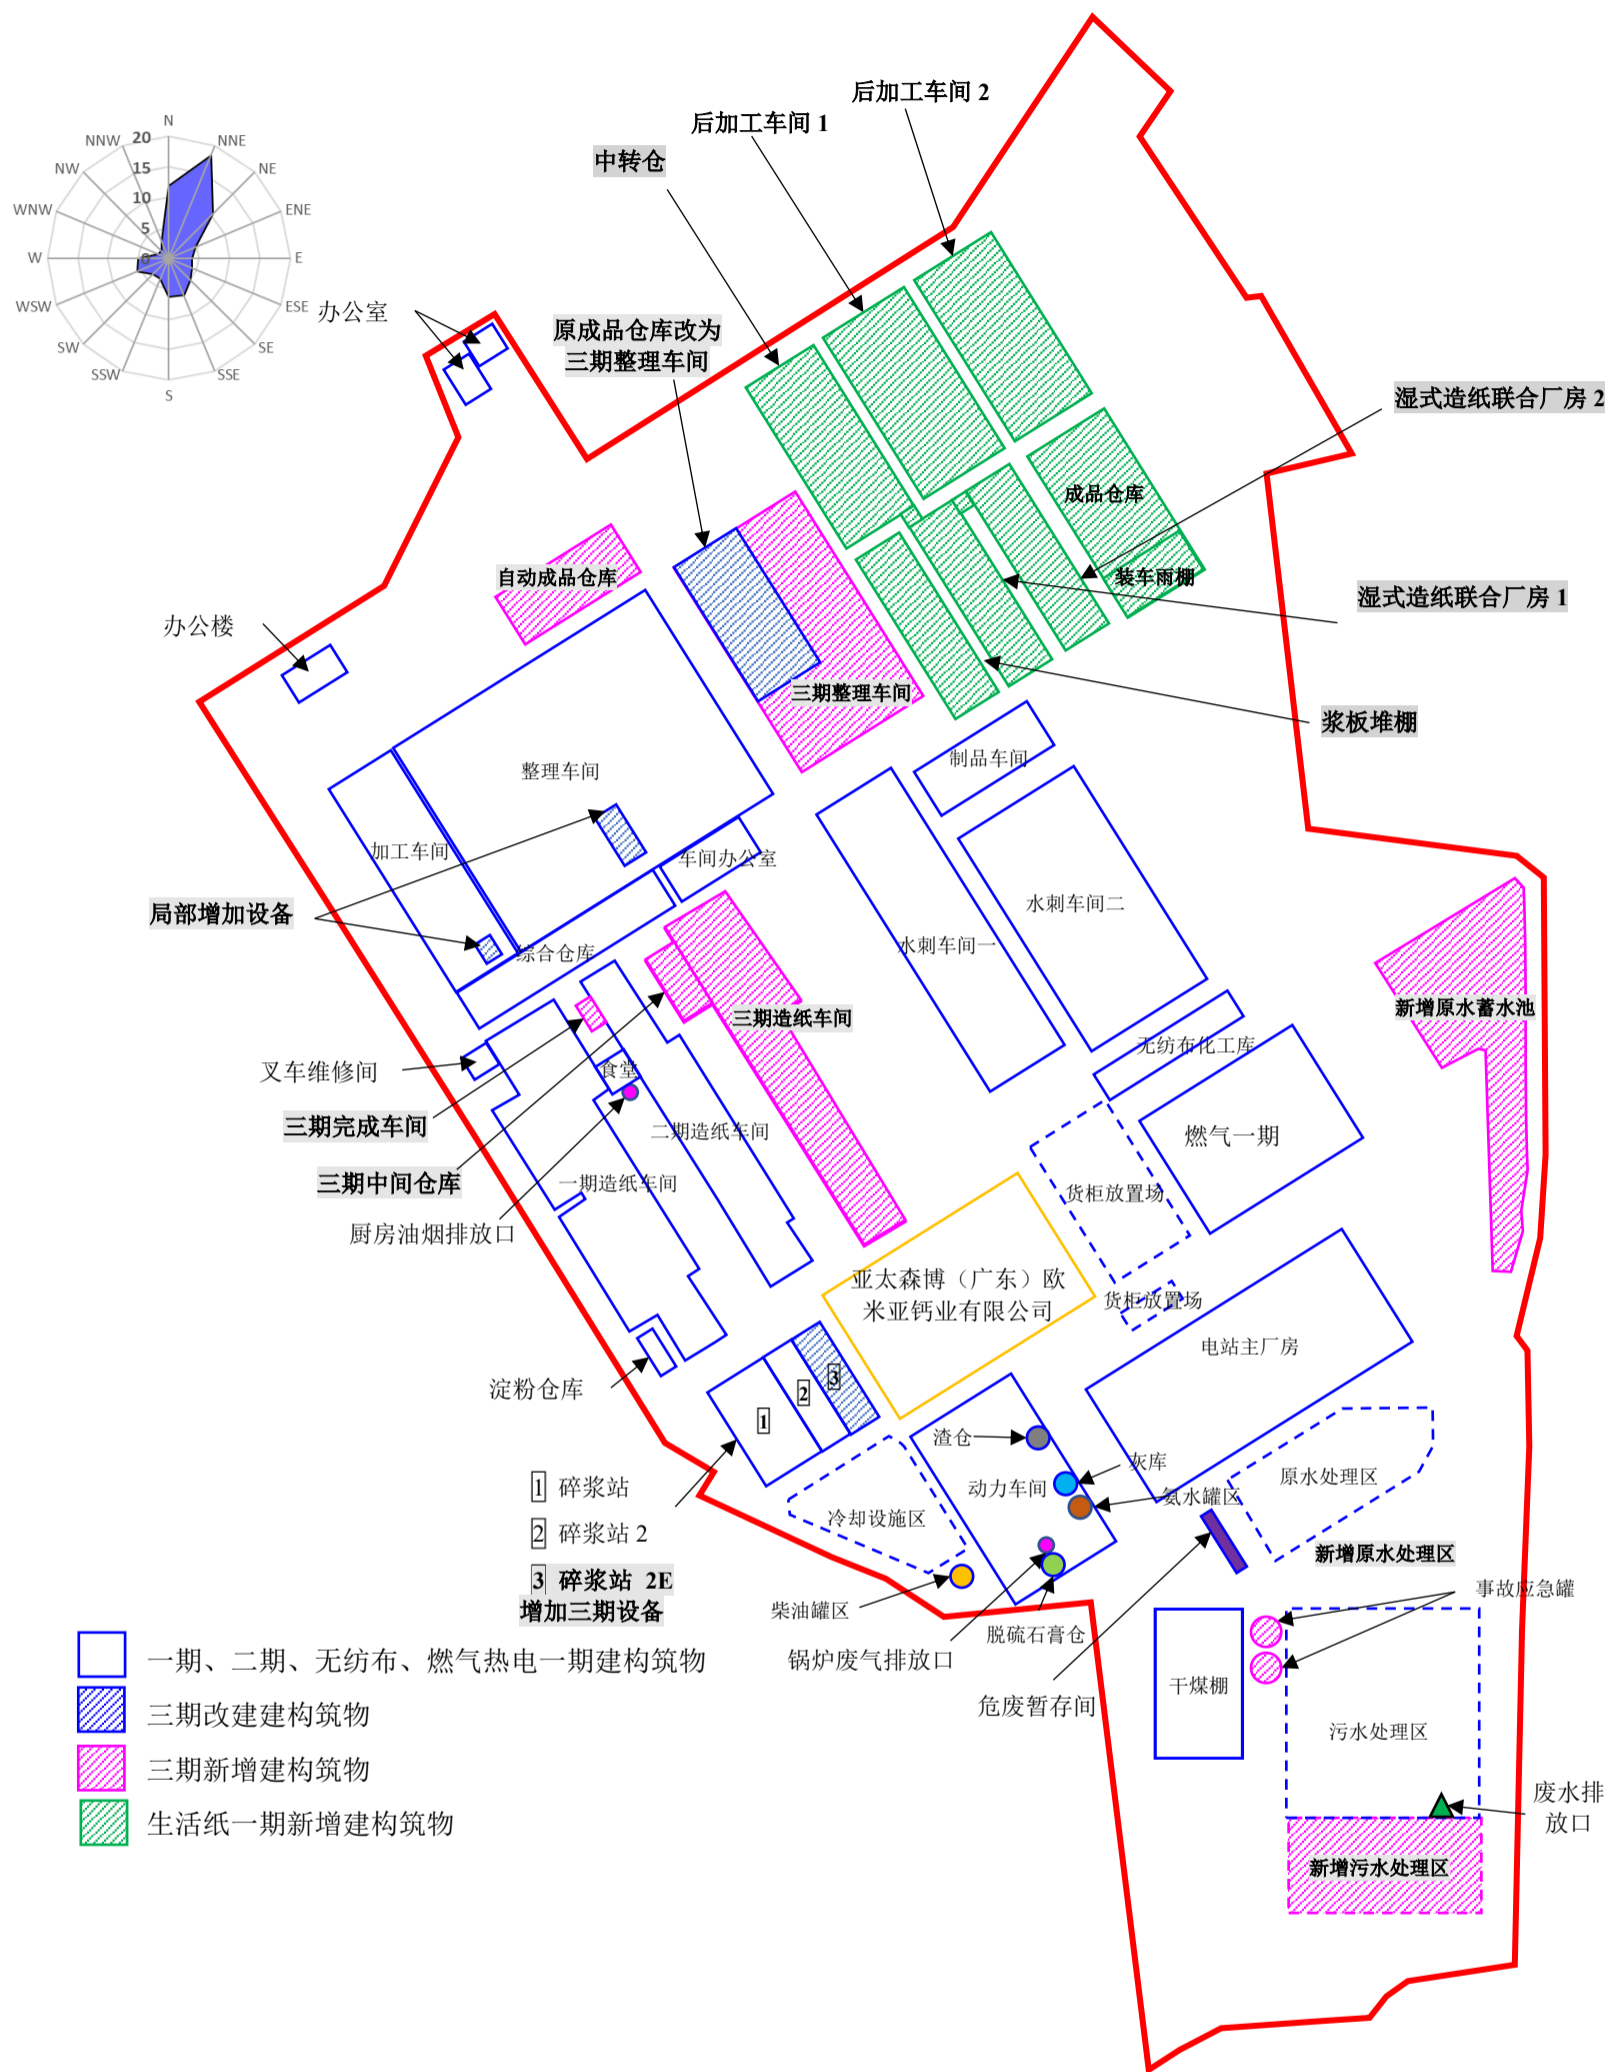 后加工车间 2
后加工车间 1
中转仓
N
NNW
20
NNE
NW
15
NE
WNW
10
ENE
5
W
0
E
WSW
ESE
SW
SE
SSW
SSE
S
办公室
原成品仓库改为
三期整理车间
湿式造纸联合厂房 2
成品仓库
自动成品仓库
装车雨棚
湿式造纸联合厂房 1
办公楼
三期整理车间
浆板堆棚
制品车间
整理车间
加工车间
车间办公室
局部增加设备
水刺车间二
水刺车间一
综合仓库
三期造纸车间
新增原水蓄水池
无纺布化工库
叉车维修间
食堂
三期完成车间
二期造纸车间
燃气一期
三期中间仓库
一期造纸车间
货柜放置场
厨房油烟排放口
亚太森博（广东）欧
米亚钙业有限公司
货柜放置场
电站主厂房
淀粉仓库
3
2
1
渣仓
灰库
原水处理区
动力车间
氨水罐区
冷却设施区
1 碎浆站
2 碎浆站 2
3 碎浆站 2E
增加三期设备
新增原水处理区
事故应急罐
柴油罐区
脱硫石膏仓
锅炉废气排放口
危废暂存间
干煤棚
污水处理区
废水排
放口
新增污水处理区
一期、二期、无纺布、燃气热电一期建构筑物
三期改建建构筑物
三期新增建构筑物
生活纸一期新增建构筑物